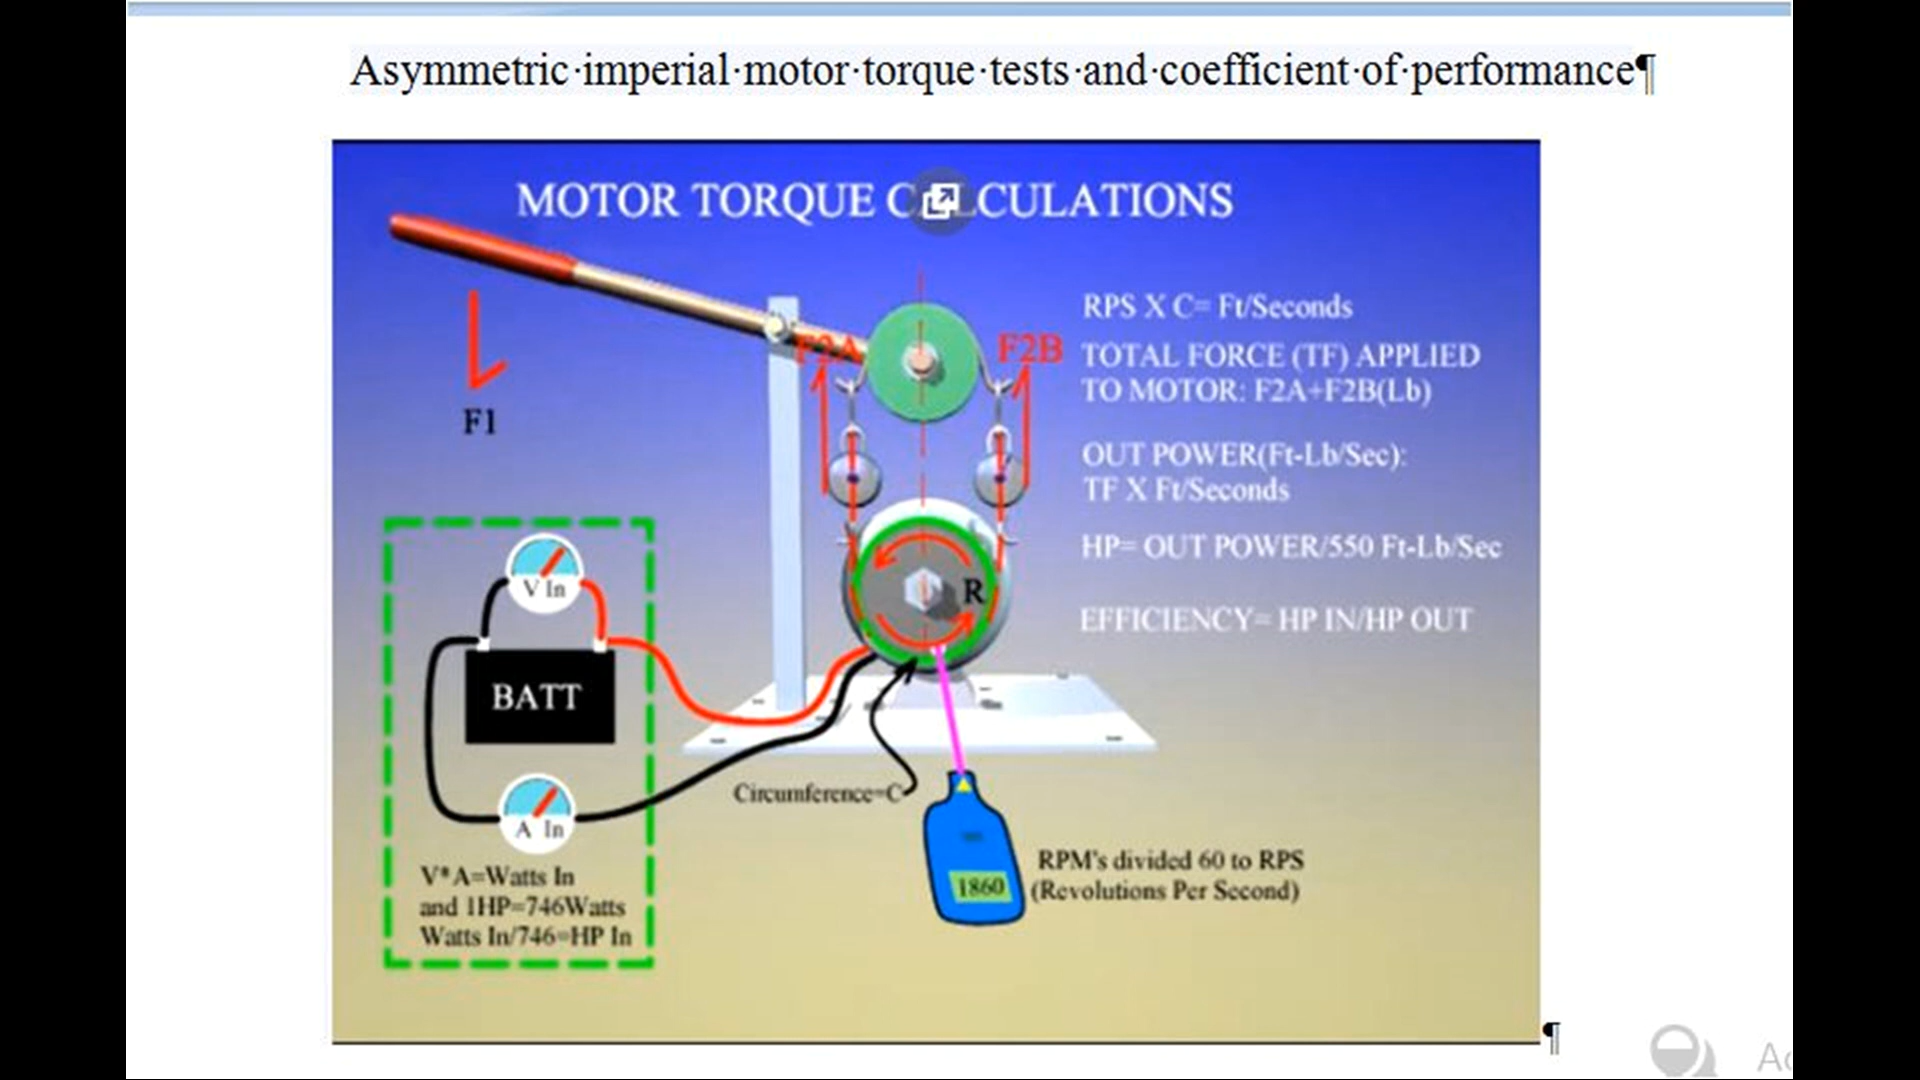 Asymmetric·imperial·motor·torque·tests·and·coefficient·of·performance¶
MOTOR TORQUE CULATIONS
F1
F2A
F2B
RPS X C= Ft/Seconds
TOTAL FORCE (TF) APPLIED
TO MOTOR: F2A+F2B(Lb)
OUT POWER(Ft-Lb/Sec):
TF X Ft/Seconds
HP= OUT POWER/550 Ft-Lb/Sec
EFFICIENCY= HP IN/HP OUT
R
V In
BATT
A In
V*A=Watts In
and 1HP=746Watts
Watts In/746=HP In
Circumference=C
1860
RPM's divided 60 to RPS
(Revolutions Per Second)
¶